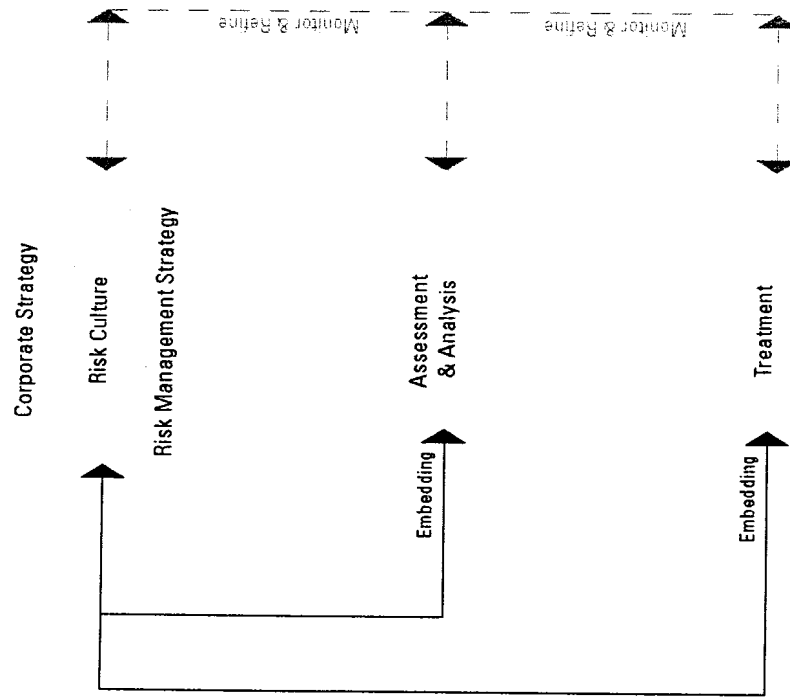 Corporate Strategy
Risk Culture
Risk Management Strategy
Assessment
& Analysis
Treatment
Embedding
Embedding
Monitor & Refine
Monitor & Refine